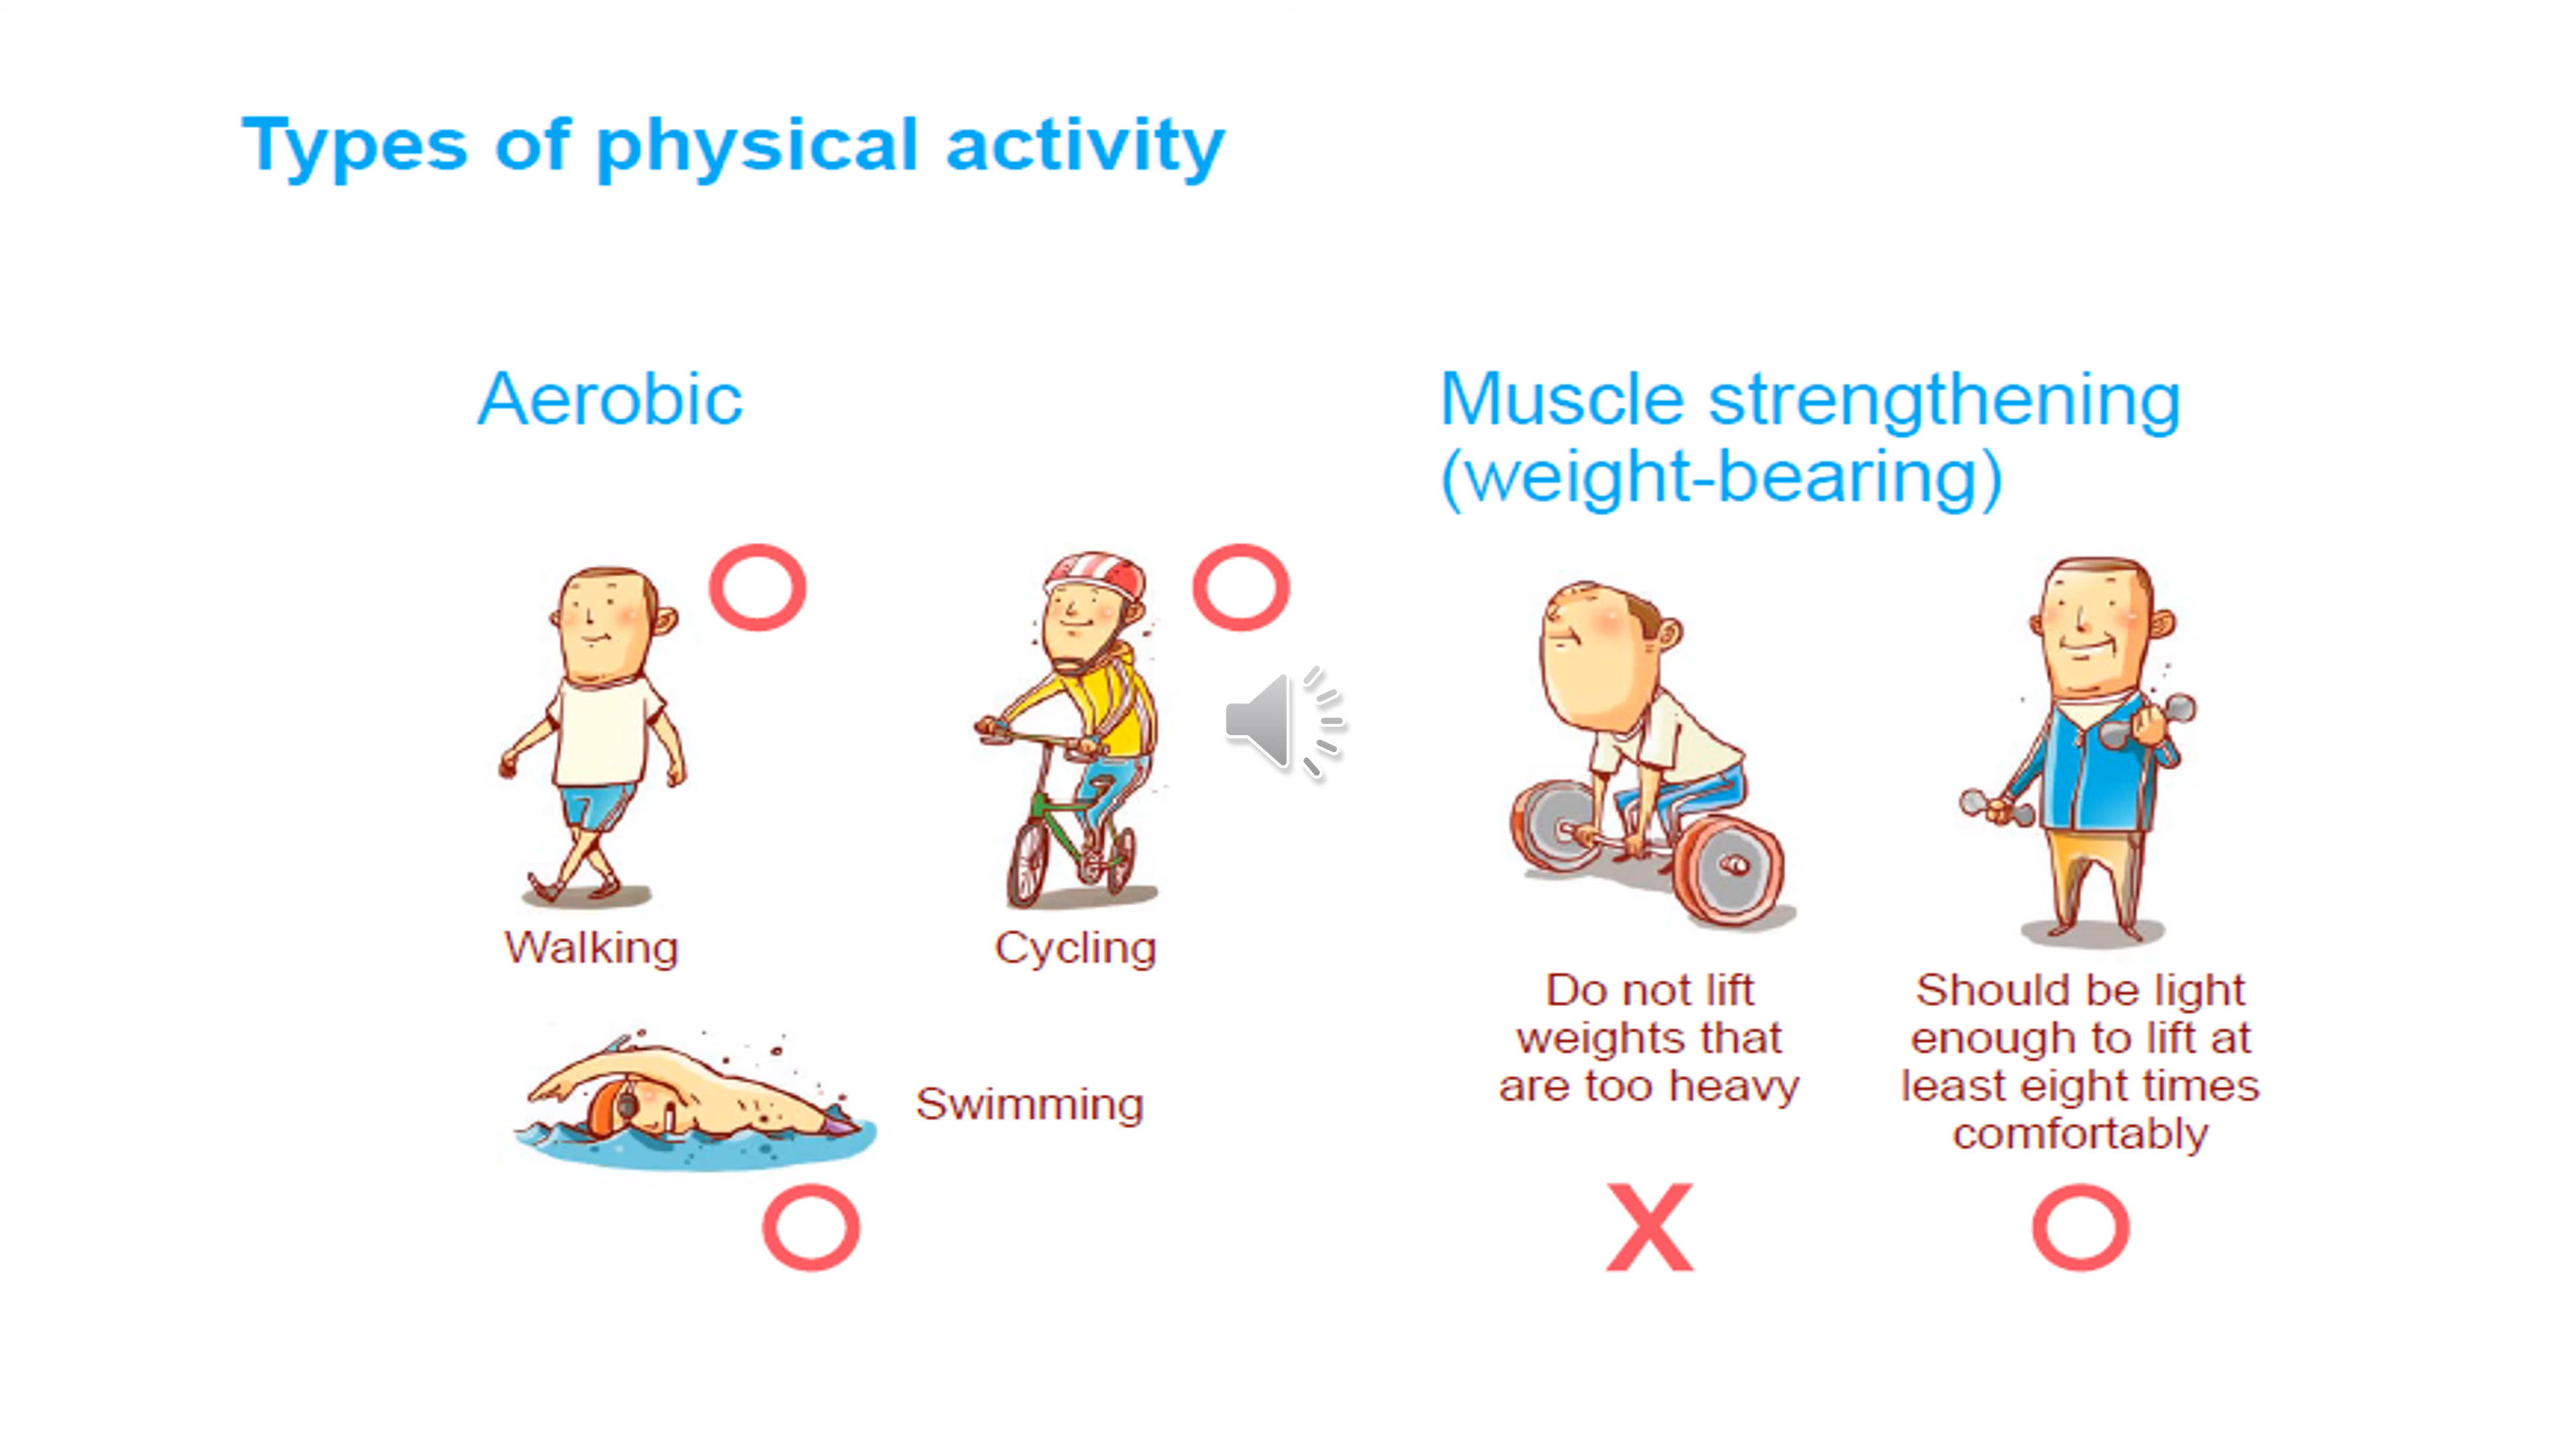 Types of physical activity
Aerobic
Muscle strengthening
(weight-bearing)
Walking
Cycling
Swimming
Do not lift
weights that
are too heavy
X
Should be light
enough to lift at
least eight times
comfortably